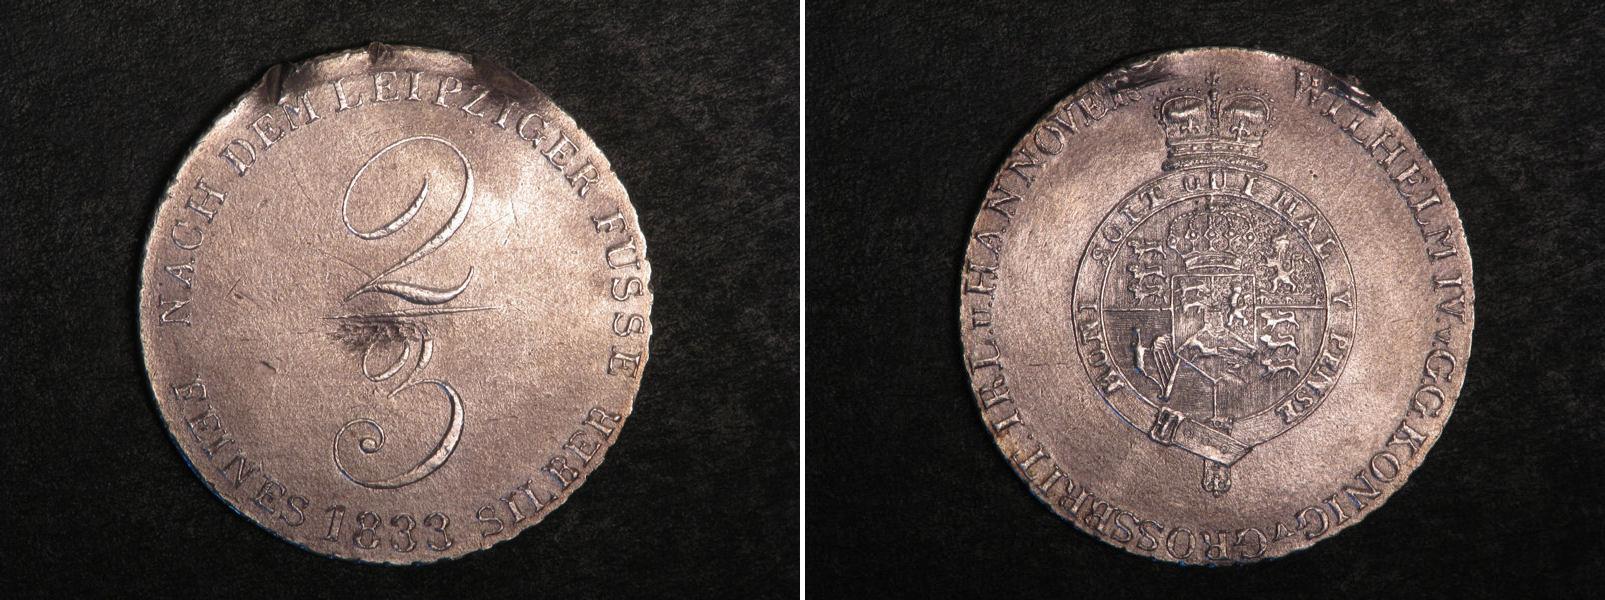 NACH DEM LEIPZIGER FUSSE
2
3
FEINES 1833 SILBER
WILHELM IV. v. G. G. KONIG v GROSSBRIT. IRL. U. HANNOVER
HONI SOIT QUI MAL Y PENSE